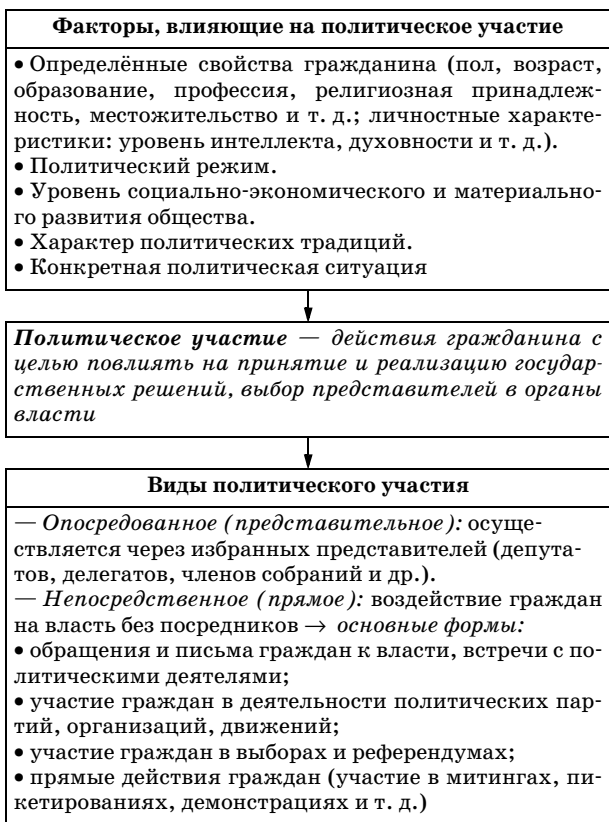 Факторы, влияющие на политическое участие
• Определённые свойства гражданина (пол, возраст,
образование, профессия, религиозная принадлеж-
ность, местожительство и т. д.; личностные характе-
ристики: уровень интеллекта, духовности и т. д.).
• Политический режим.
• Уровень социально-экономического и материально-
го развития общества.
• Характер политических традиций.
• Конкретная политическая ситуация
Политическое участие — действия гражданина с
целью повлиять на принятие и реализацию государ-
ственных решений, выбор представителей в органы
власти
Виды политического участия
— Опосредованное (представительное): осуще-
ствляется через избранных представителей (депута-
тов, делегатов, членов собраний и др.).
— Непосредственное (прямое): воздействие граждан
на власть без посредников → основные формы:
• обращения и письма граждан к власти, встречи с по-
литическими деятелями;
• участие граждан в деятельности политических пар-
тий, организаций, движений;
• участие граждан в выборах и референдумах;
• прямые действия граждан (участие в митингах, пи-
кетированиях, демонстрациях и т. д.)